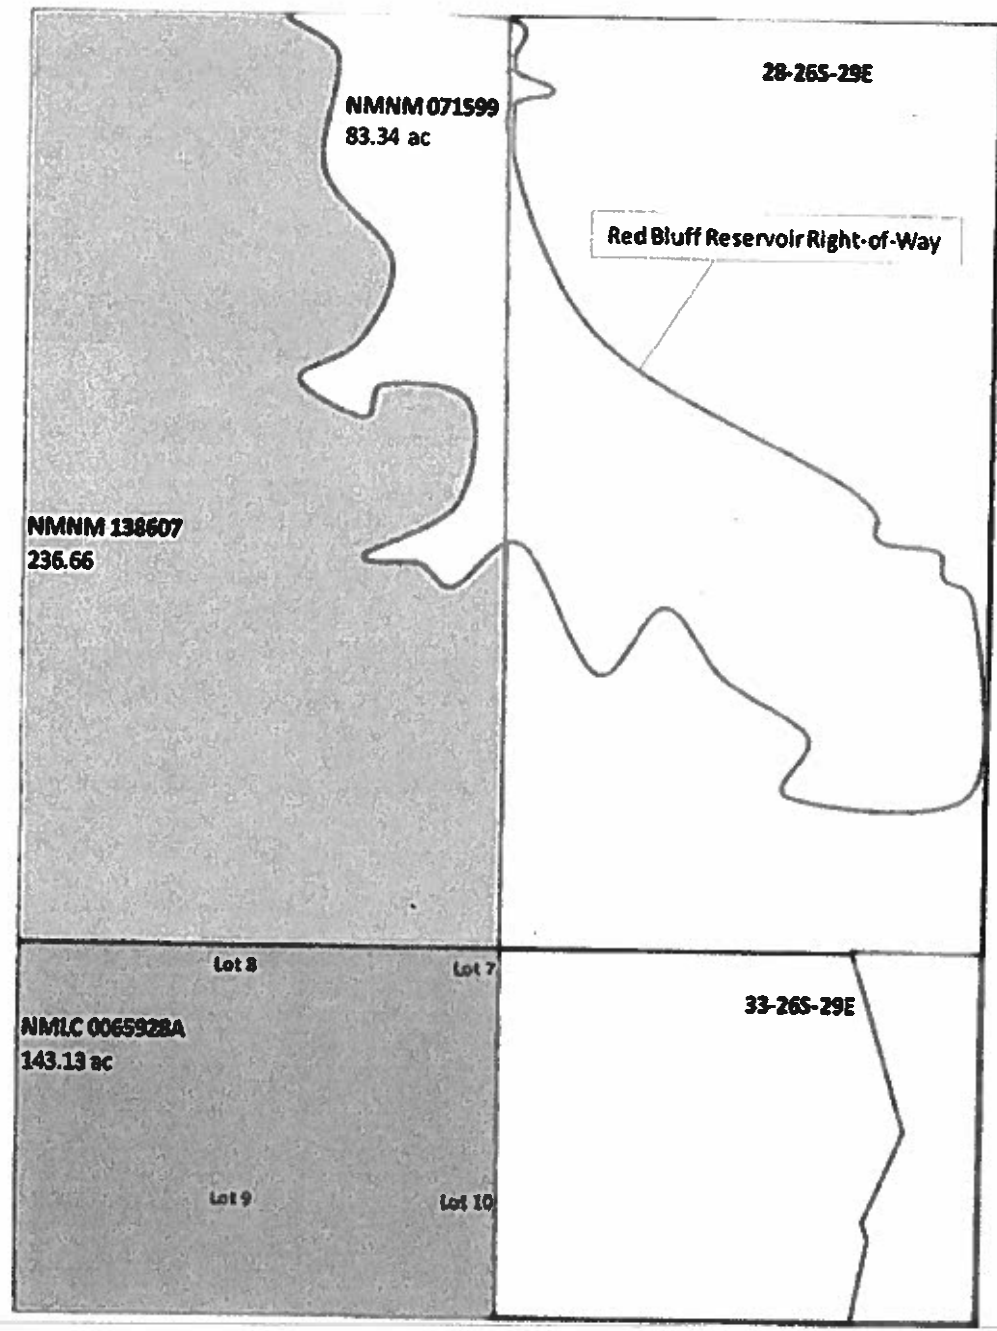 28-26S-29E
NMNM 071599
83.34 ac
Red Bluff Reservoir Right-of-Way
NMNM 138607
236.66
Lot 8
Lot 7
33-26S-29E
NMLC 0065928A
143.13 ac
Lot 9
Lot 10